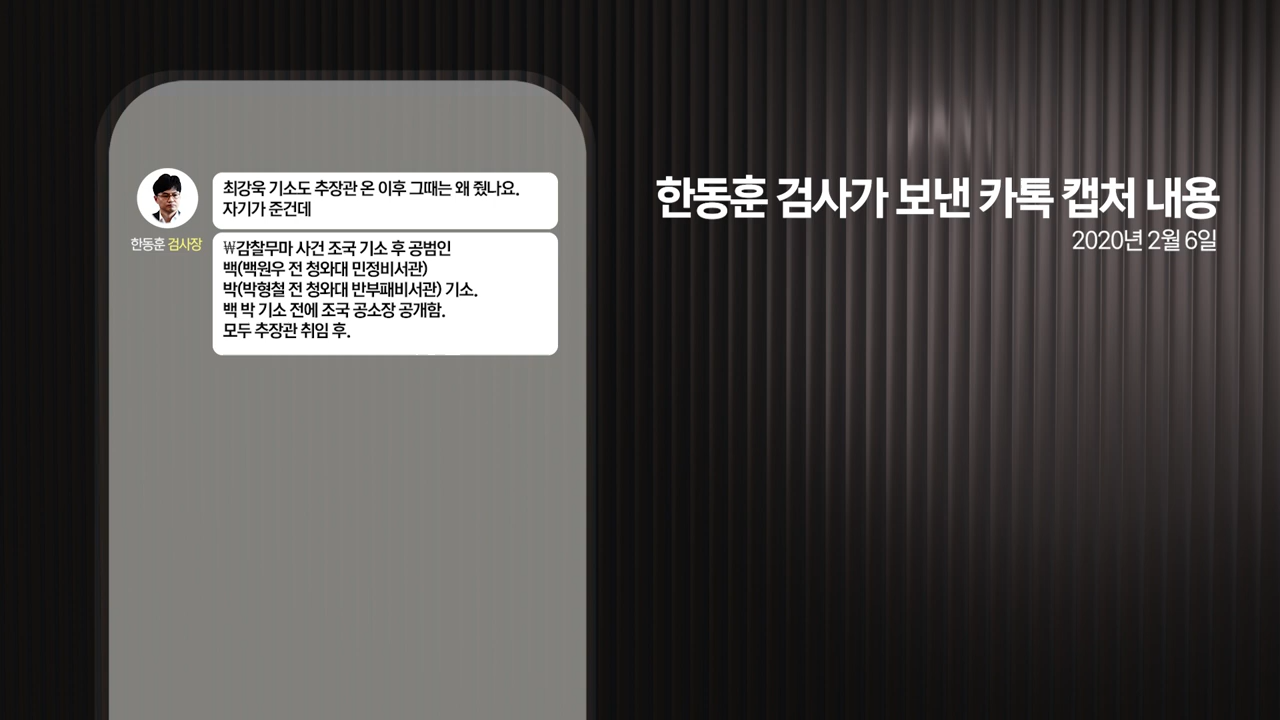 한동훈 검사가 보낸 카톡 캡처 내용
2020년 2월 6일
최강욱 기소도 추장관 온 이후 그때는 왜 줬나요.
자기가 준건데
한동훈 검사장
₩감찰무마 사건 조국 기소 후 공범인
백(백원우 전 청와대 민정비서관)
박(박형철 전 청와대 반부패비서관) 기소.
백 박 기소 전에 조국 공소장 공개함.
모두 추장관 취임 후.